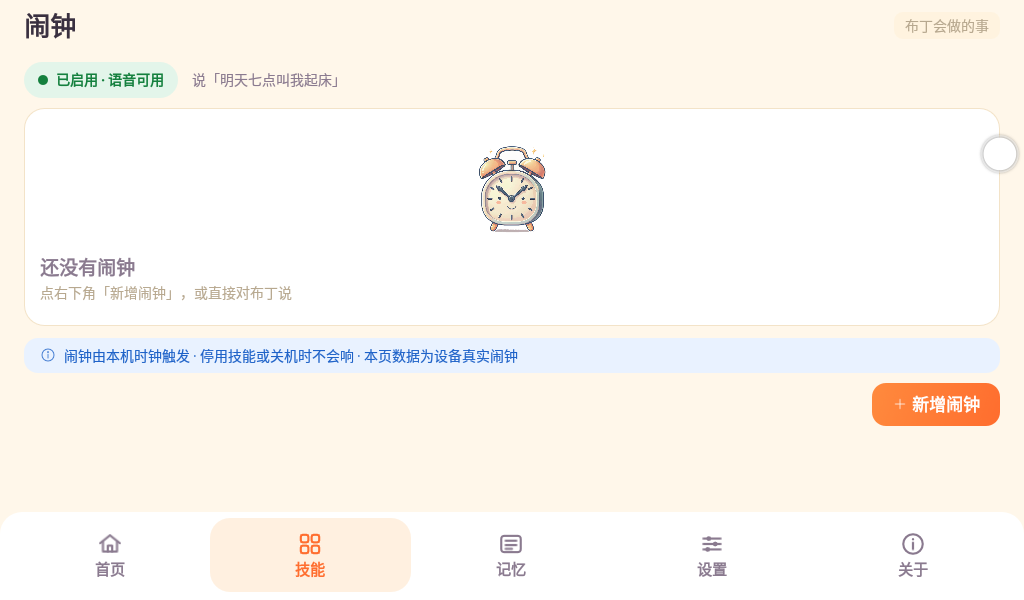 闹钟
布丁会做的事
已启用 · 语音可用
说「明天七点叫我起床」
还没有闹钟
点右下角「新增闹钟」，或直接对布丁说
闹钟由本机时钟触发 · 停用技能或关机时不会响 · 本页数据为设备真实闹钟
+ 新增闹钟
首页
技能
记忆
设置
关于